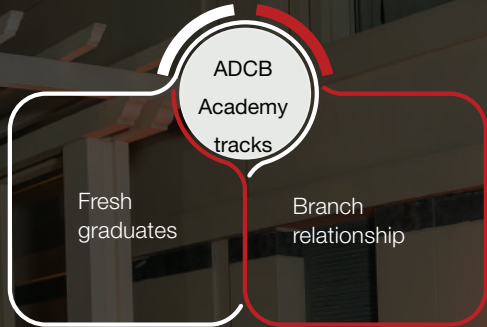 ADCB
Academy
tracks
Fresh
graduates
Branch
relationship